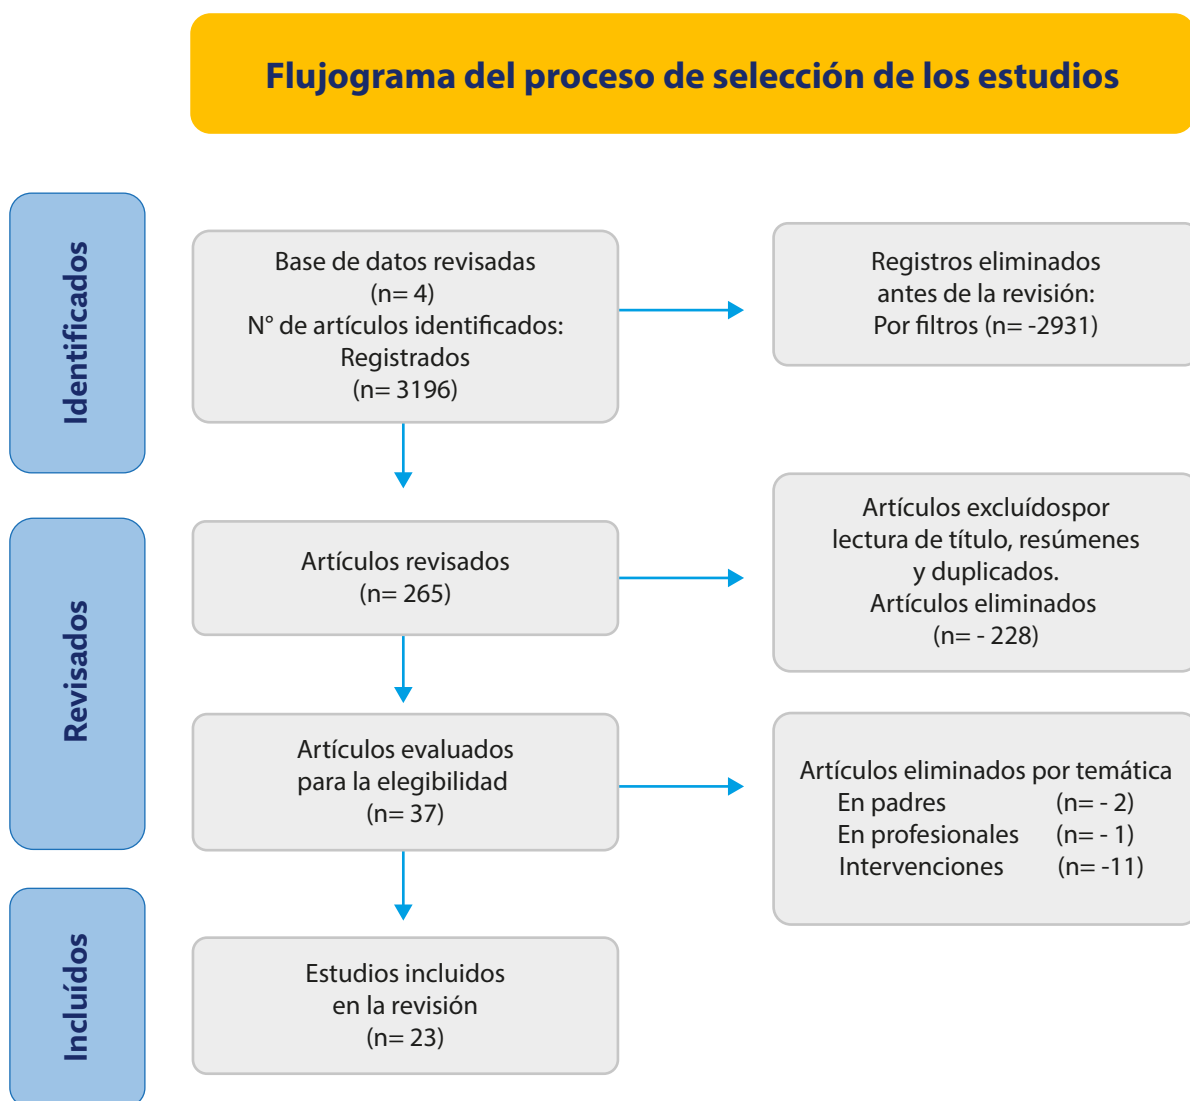 Flujograma del proceso de selección de los estudios
Identificados
Base de datos revisadas
(n= 4)
N° de artículos identificados:
Registrados
(n= 3196)
Registros eliminados
antes de la revisión:
Por filtros (n= -2931)
Revisados
Artículos revisados
(n= 265)
Artículos excluídospor
lectura de título, resúmenes
y duplicados.
Artículos eliminados
(n= - 228)
Artículos evaluados
para la elegibilidad
(n= 37)
Artículos eliminados por temática
En padres (n= - 2)
En profesionales (n= - 1)
Intervenciones (n= -11)
Incluídos
Estudios incluidos
en la revisión
(n= 23)